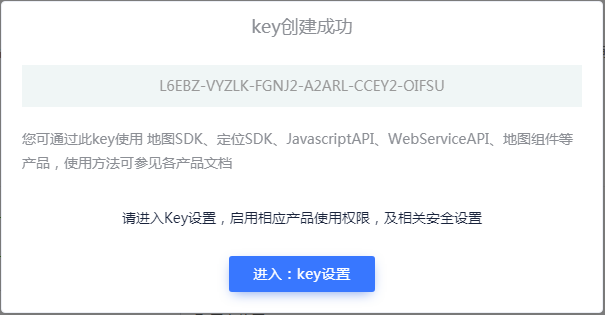 key创建成功
L6EBZ-VYZLK-FGNJ2-A2ARL-CCEY2-OIFSU
您可通过此key使用 地图SDK、定位SDK、JavascriptAPI、WebServiceAPI、地图组件等
产品，使用方法可参见各产品文档
请进入Key设置，启用相应产品使用权限，及相关安全设置
进入：key设置